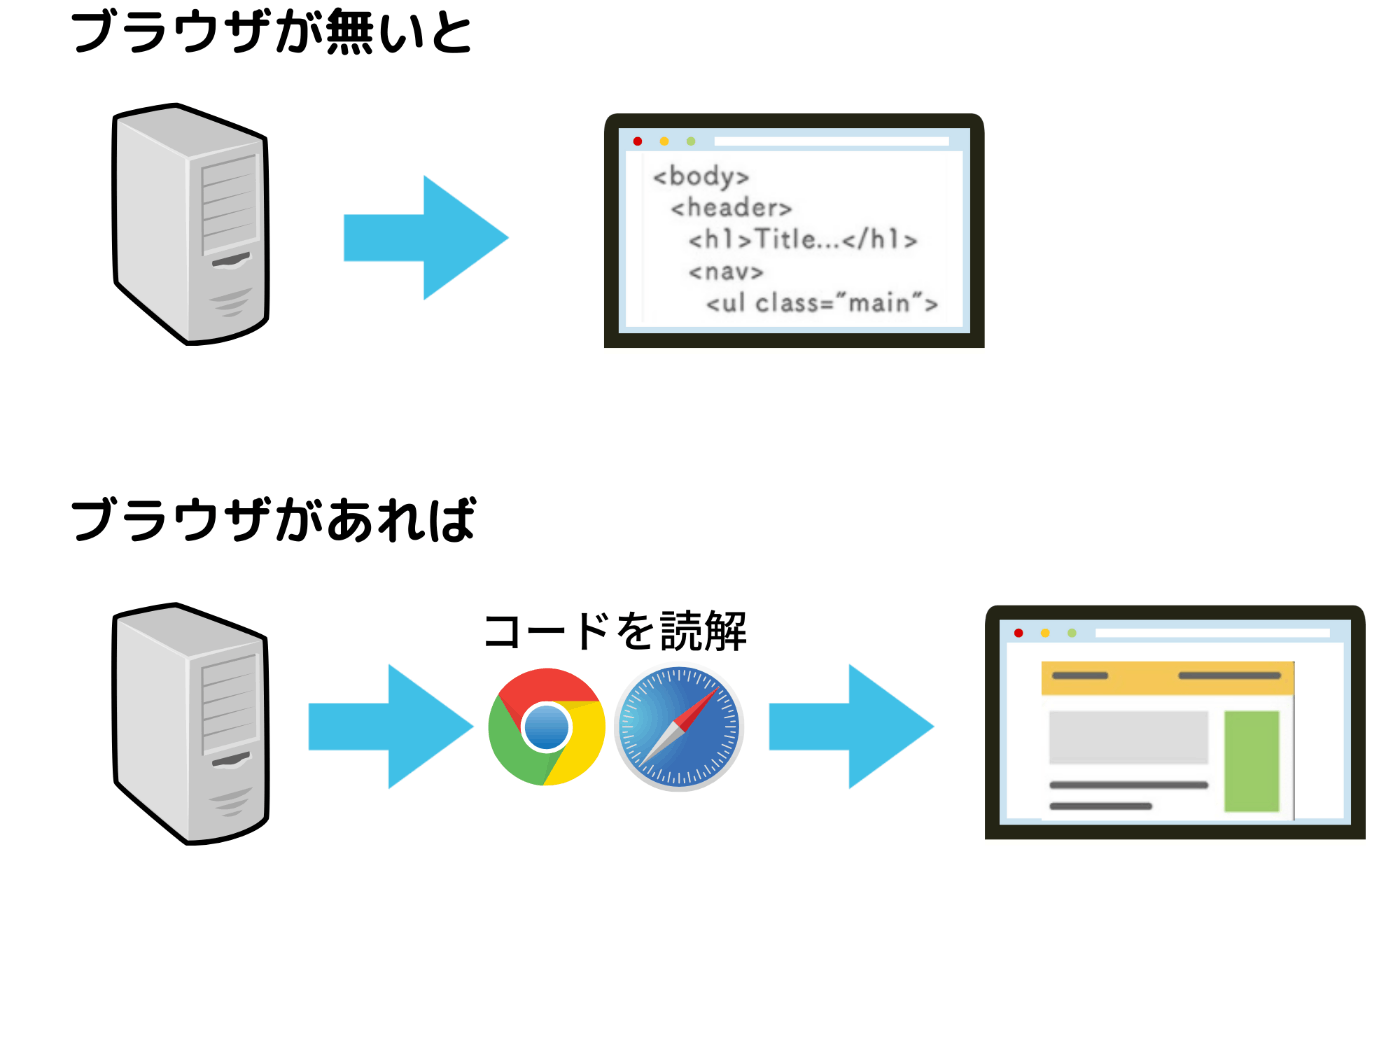 ブラウザが無いと
<body>
<header>
<h1>Title...</h1>
<nav>
<ul class="main">
ブラウザがあれば
コードを読解